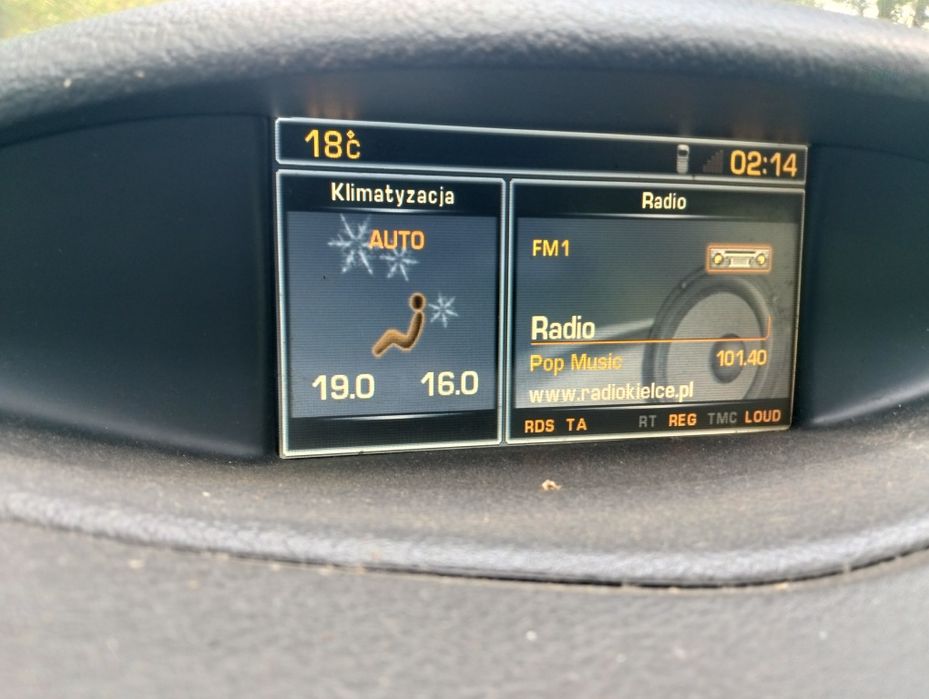 18°C
02:14
Klimatyzacja
AUTO
19.0 16.0
Radio
FM1
Radio
Pop Music 101.40
www.radiokielce.pl
RDS TA RT REG TMC LOUD